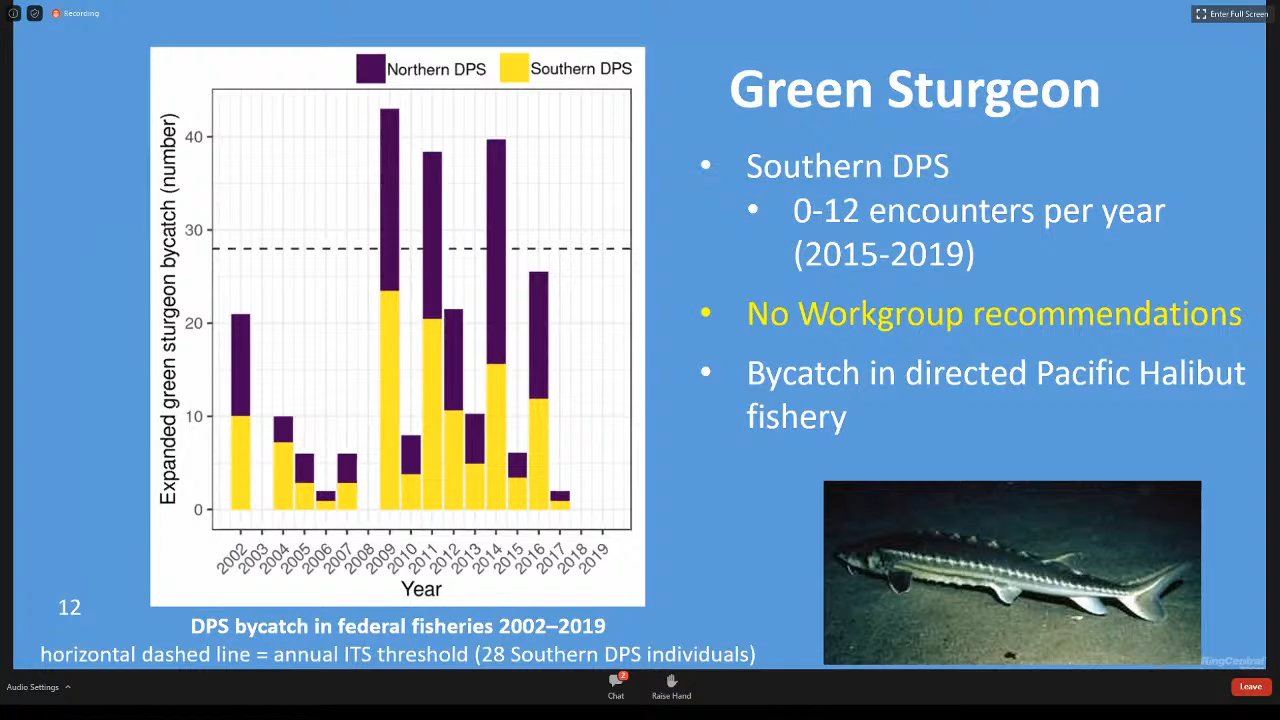 Recording
Enter Full Screen
Northern DPS
Southern DPS
Expanded green sturgeon bycatch (number)
40
30
20
10
0
2002
2003
2004
2005
2006
2007
2008
2009
2010
2011
2012
2013
2014
2015
2016
2017
2018
2019
Year
12
DPS bycatch in federal fisheries 2002–2019
horizontal dashed line = annual ITS threshold (28 Southern DPS individuals)
Green Sturgeon
• Southern DPS
• 0-12 encounters per year
(2015-2019)
• No Workgroup recommendations
• Bycatch in directed Pacific Halibut
fishery
RingCentral
Audio Settings
2
Chat
Raise Hand
Leave